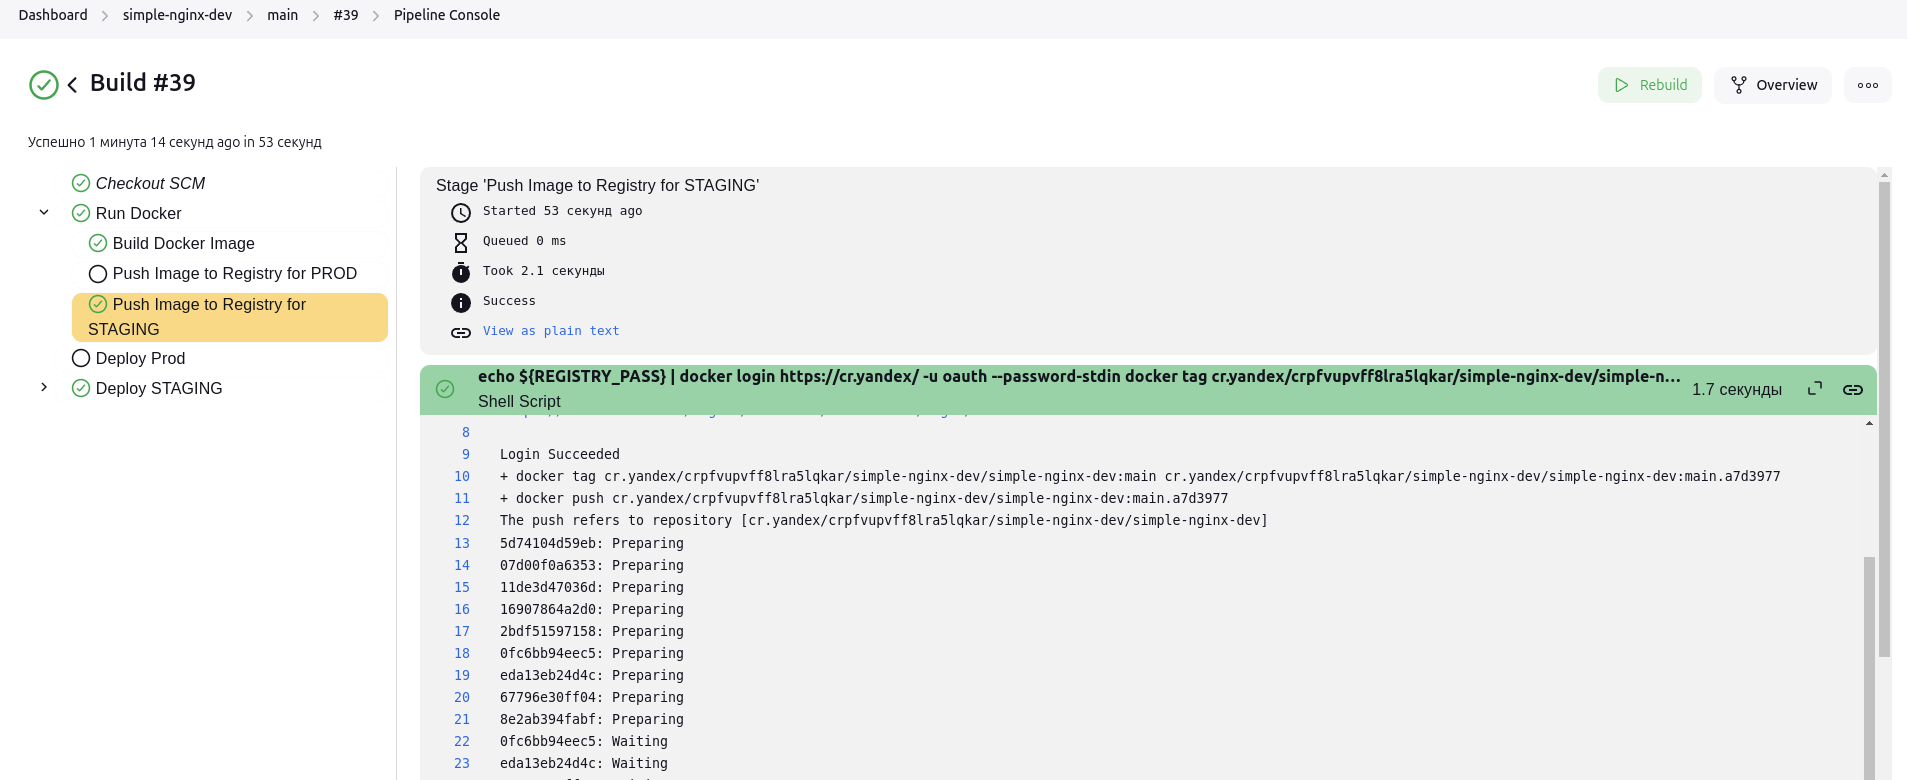 Dashboard simple-nginx-dev main #39 Pipeline Console
Build #39
Rebuild
Overview
Успешно 1 минута 14 секунд ago in 53 секунд
Checkout SCM
Run Docker
Build Docker Image
Push Image to Registry for PROD
Push Image to Registry for
STAGING
Deploy Prod
Deploy STAGING
Stage 'Push Image to Registry for STAGING'
Started 53 секунд ago
Queued 0 ms
Took 2.1 секунды
Success
View as plain text
echo ${REGISTRY_PASS} | docker login https://cr.yandex/ -u oauth --password-stdin docker tag cr.yandex/crpfvupvff8lra5lqkar/simple-nginx-dev/simple-n...
Shell Script
1.7 секунды
8
9 Login Succeeded
10 + docker tag cr.yandex/crpfvupvff8lra5lqkar/simple-nginx-dev/simple-nginx-dev:main cr.yandex/crpfvupvff8lra5lqkar/simple-nginx-dev/simple-nginx-dev:main.a7d3977
11 + docker push cr.yandex/crpfvupvff8lra5lqkar/simple-nginx-dev/simple-nginx-dev:main.a7d3977
12 The push refers to repository [cr.yandex/crpfvupvff8lra5lqkar/simple-nginx-dev/simple-nginx-dev]
13 5d74104d59eb: Preparing
14 07d00f0a6353: Preparing
15 11de3d47036d: Preparing
16 16907864a2d0: Preparing
17 2bdf51597158: Preparing
18 0fc6bb94eec5: Preparing
19 eda13eb24d4c: Preparing
20 67796e30ff04: Preparing
21 8e2ab394fabf: Preparing
22 0fc6bb94eec5: Waiting
23 eda13eb24d4c: Waiting